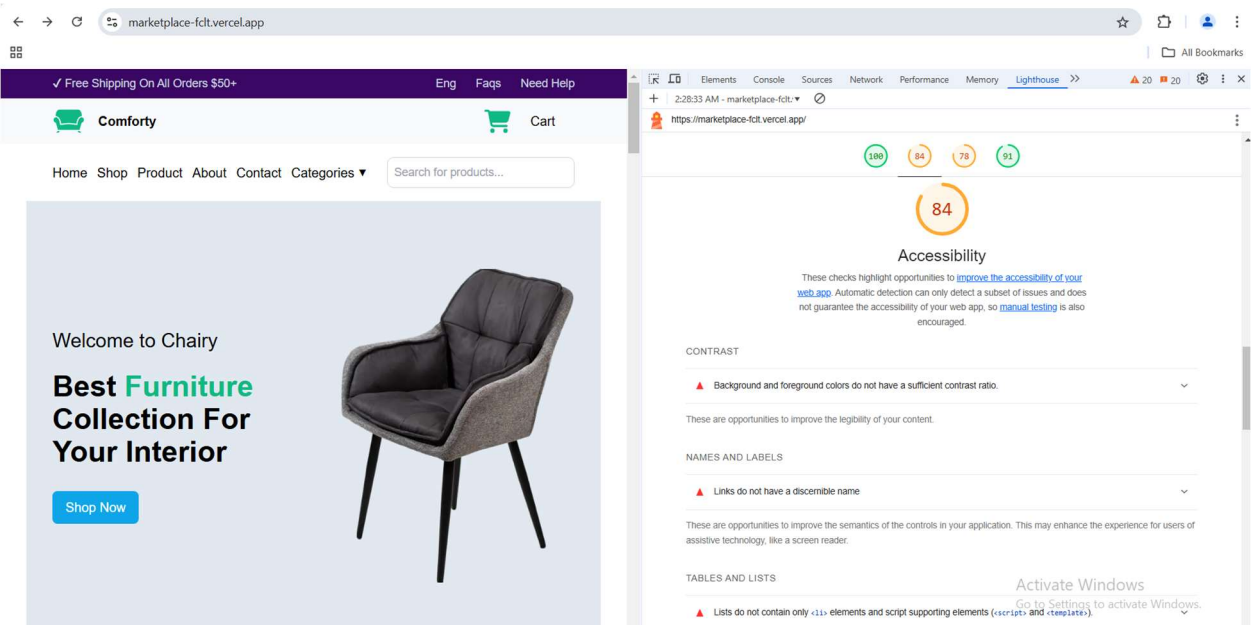 marketplace-fclt.vercel.app
All Bookmarks
✓ Free Shipping On All Orders $50+
Eng Faqs Need Help
Comforty
Cart
Home Shop Product About Contact Categories ▼
Search for products...
Welcome to Chairy
Best Furniture
Collection For
Your Interior
Shop Now
Elements Console Sources Network Performance Memory Lighthouse
20 20
2:28:33 AM - marketplace-fclt.
https://marketplace-fclt.vercel.app/
100 84 78 91
84
Accessibility
These checks highlight opportunities to improve the accessibility of your
web app. Automatic detection can only detect a subset of issues and does
not guarantee the accessibility of your web app, so manual testing is also
encouraged.
CONTRAST
Background and foreground colors do not have a sufficient contrast ratio.
These are opportunities to improve the legibility of your content.
NAMES AND LABELS
Links do not have a discernible name
These are opportunities to improve the semantics of the controls in your application. This may enhance the experience for users of
assistive technology, like a screen reader.
TABLES AND LISTS
Lists do not contain only <li> elements and script supporting elements (<script> and <template>).
Activate Windows
Go to Settings to activate Windows.